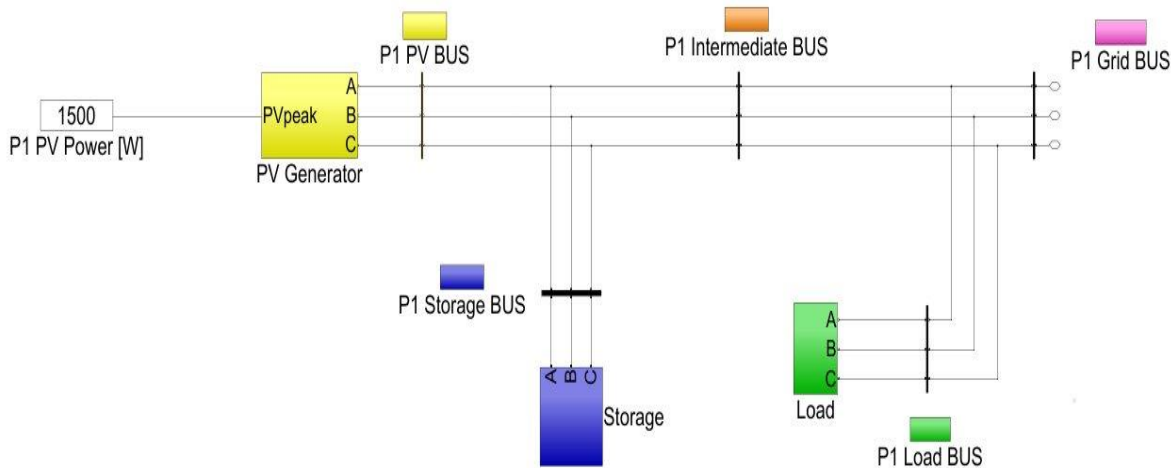 P1 PV BUS
P1 Intermediate BUS
P1 Grid BUS
1500
P1 PV Power [W]
PVpeak
A
B
C
PV Generator
P1 Storage BUS
A B C
Storage
A
B
C
Load
P1 Load BUS